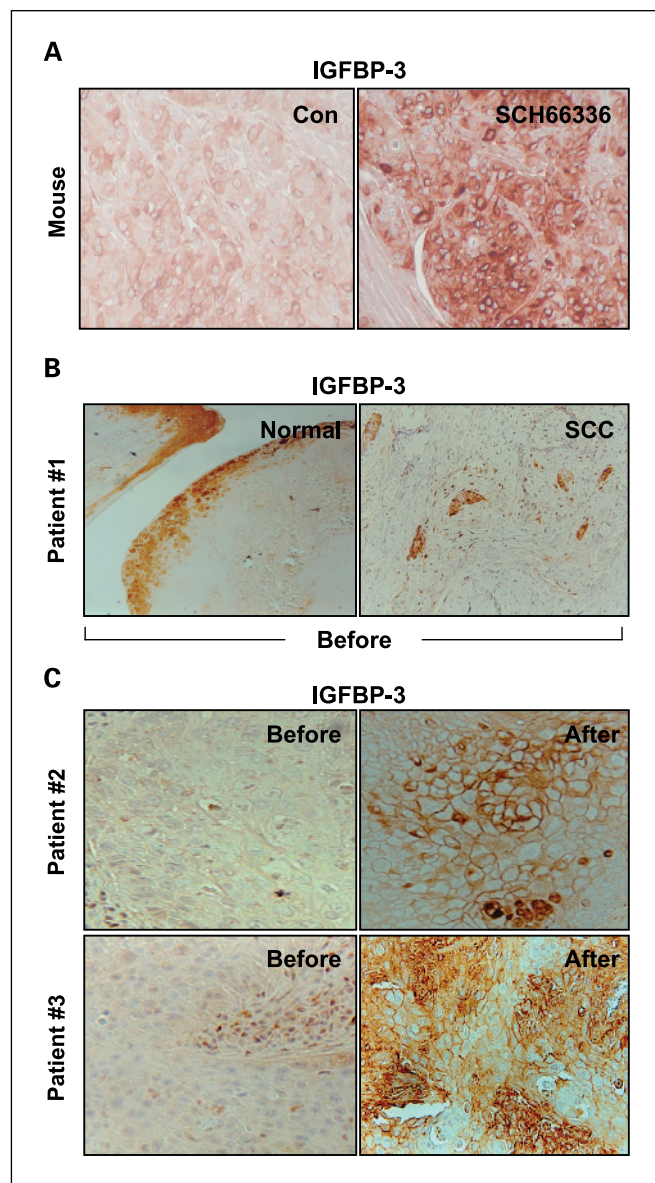 A
IGFBP-3
Con
SCH66336
Mouse
B
IGFBP-3
Normal
SCC
Patient #1
Before
C
IGFBP-3
Before
After
Patient #2
Before
After
Patient #3